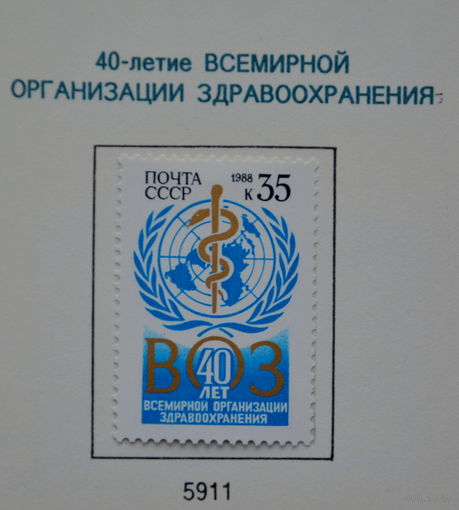 40-летие ВСЕМИРНОЙ
ОРГАНИЗАЦИИ ЗДРАВООХРАНЕНИЯ
ПОЧТА
СССР
1988
К 35
ВОЗ
40
ЛЕТ
ВСЕМИРНОЙ ОРГАНИЗАЦИИ
ЗДРАВООХРАНЕНИЯ
5911